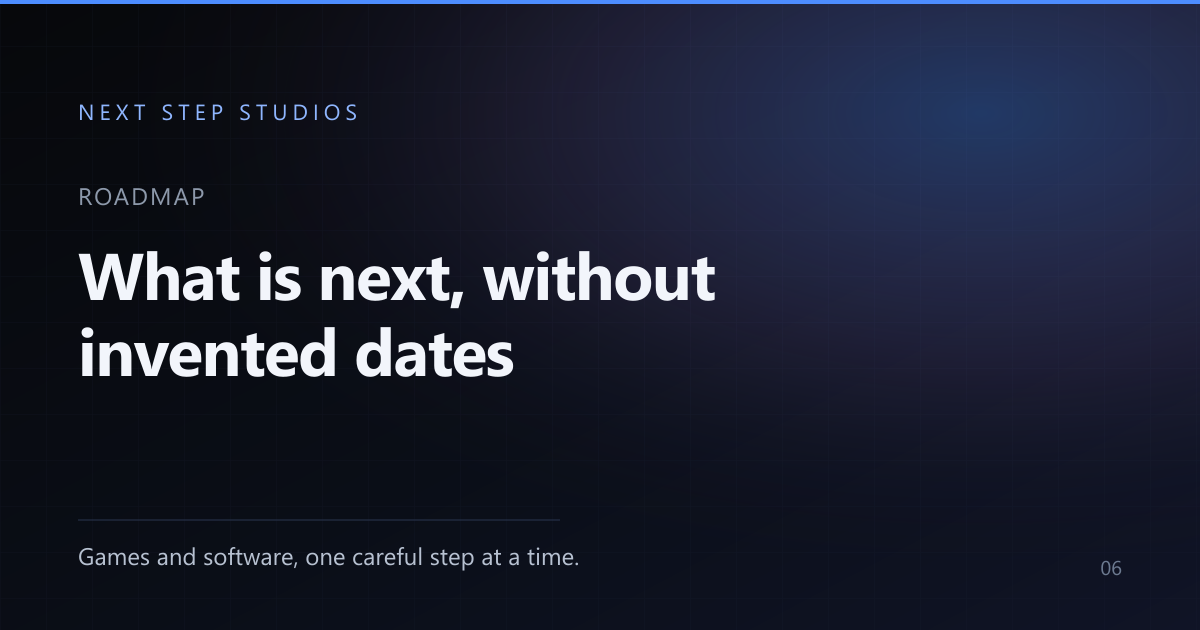 NEXT STEP STUDIOS
ROADMAP
What is next, without
invented dates
Games and software, one careful step at a time.
06